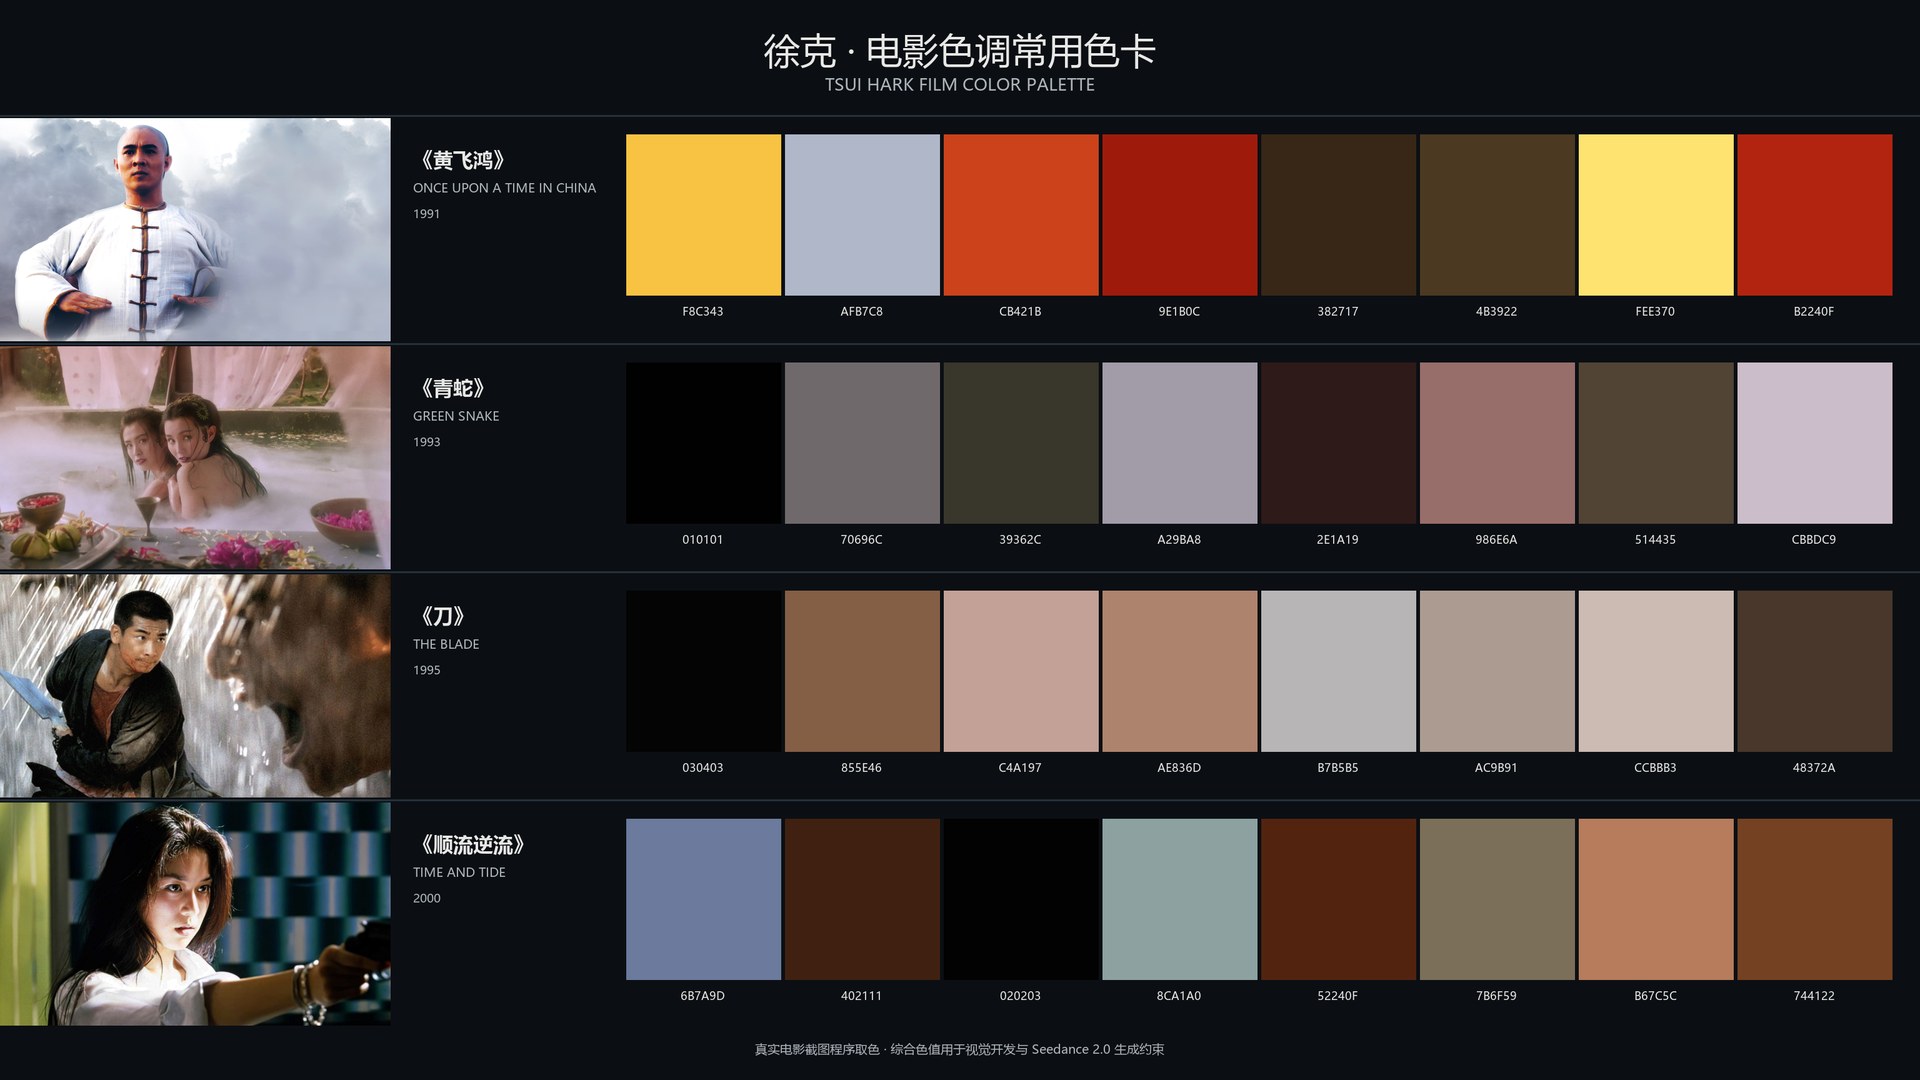 徐克 · 电影色调常用色卡
TSUI HARK FILM COLOR PALETTE
《黄飞鸿》
ONCE UPON A TIME IN CHINA
1991
F8C343 AFB7C8 CB421B 9E1B0C 382717 4B3922 FEE370 B2240F
《青蛇》
GREEN SNAKE
1993
010101 70696C 39362C A29BA8 2E1A19 986E6A 514435 CBBDC9
《刀》
THE BLADE
1995
030403 855E46 C4A197 AE836D B7B5B5 AC9B91 CCBBB3 48372A
《顺流逆流》
TIME AND TIDE
2000
6B7A9D 402111 020203 8CA1A0 52240F 7B6F59 B67C5C 744122
真实电影截图程序取色 · 综合色值用于视觉开发与 Seedance 2.0 生成约束